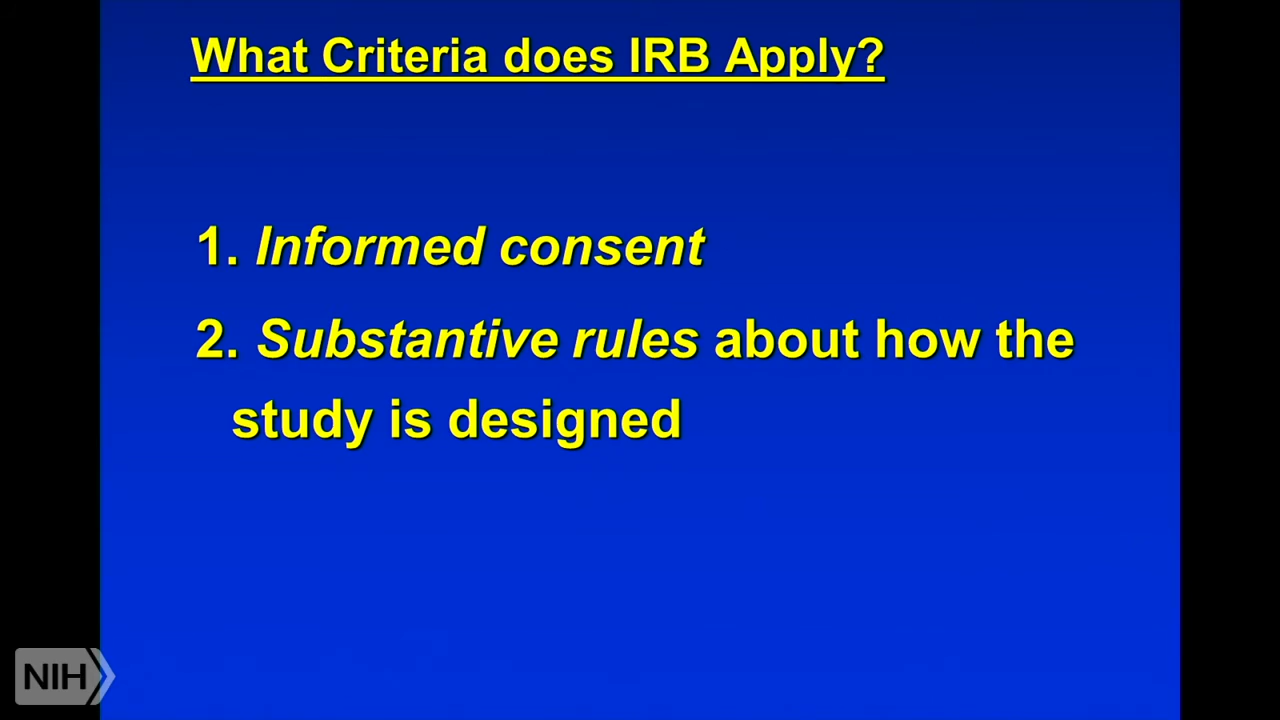 What Criteria does IRB Apply?
1. Informed consent
2. Substantive rules about how the
study is designed
NIH